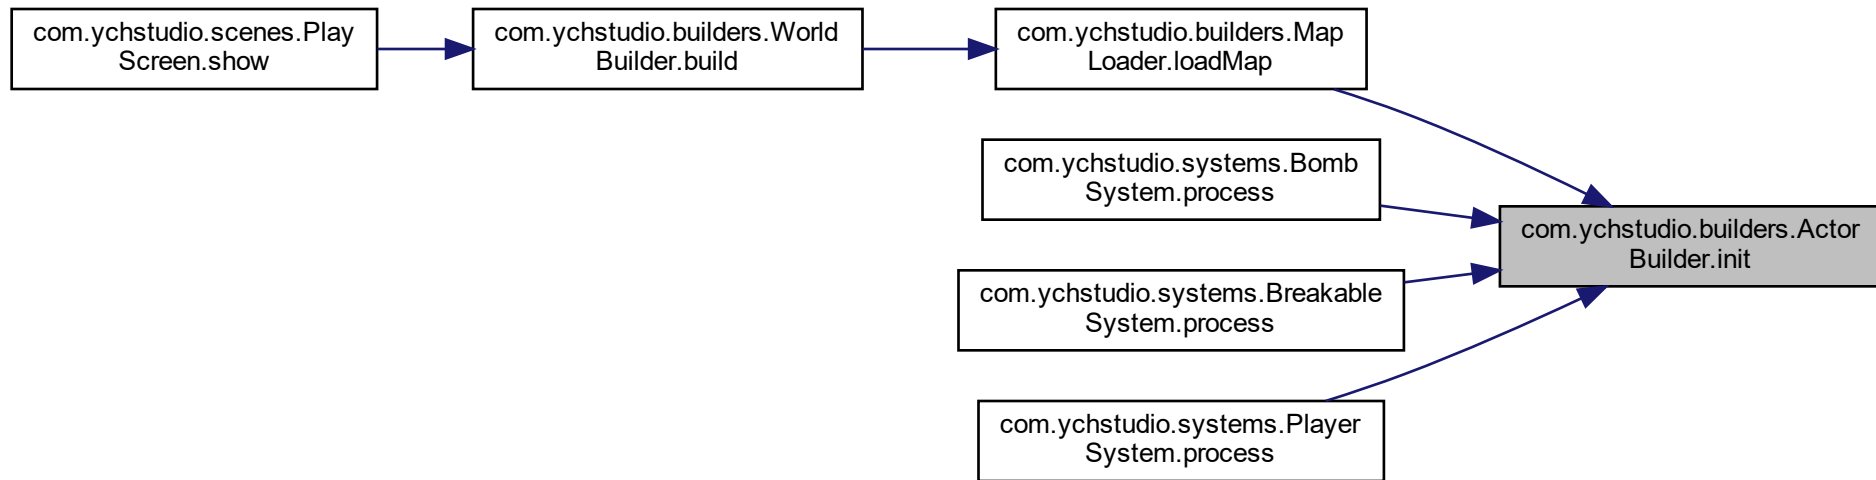 com.ychstudio.scenes.Play
Screen.show
com.ychstudio.builders.World
Builder.build
com.ychstudio.builders.Map
Loader.loadMap
com.ychstudio.systems.Bomb
System.process
com.ychstudio.builders.Actor
Builder.init
com.ychstudio.systems.Breakable
System.process
com.ychstudio.systems.Player
System.process